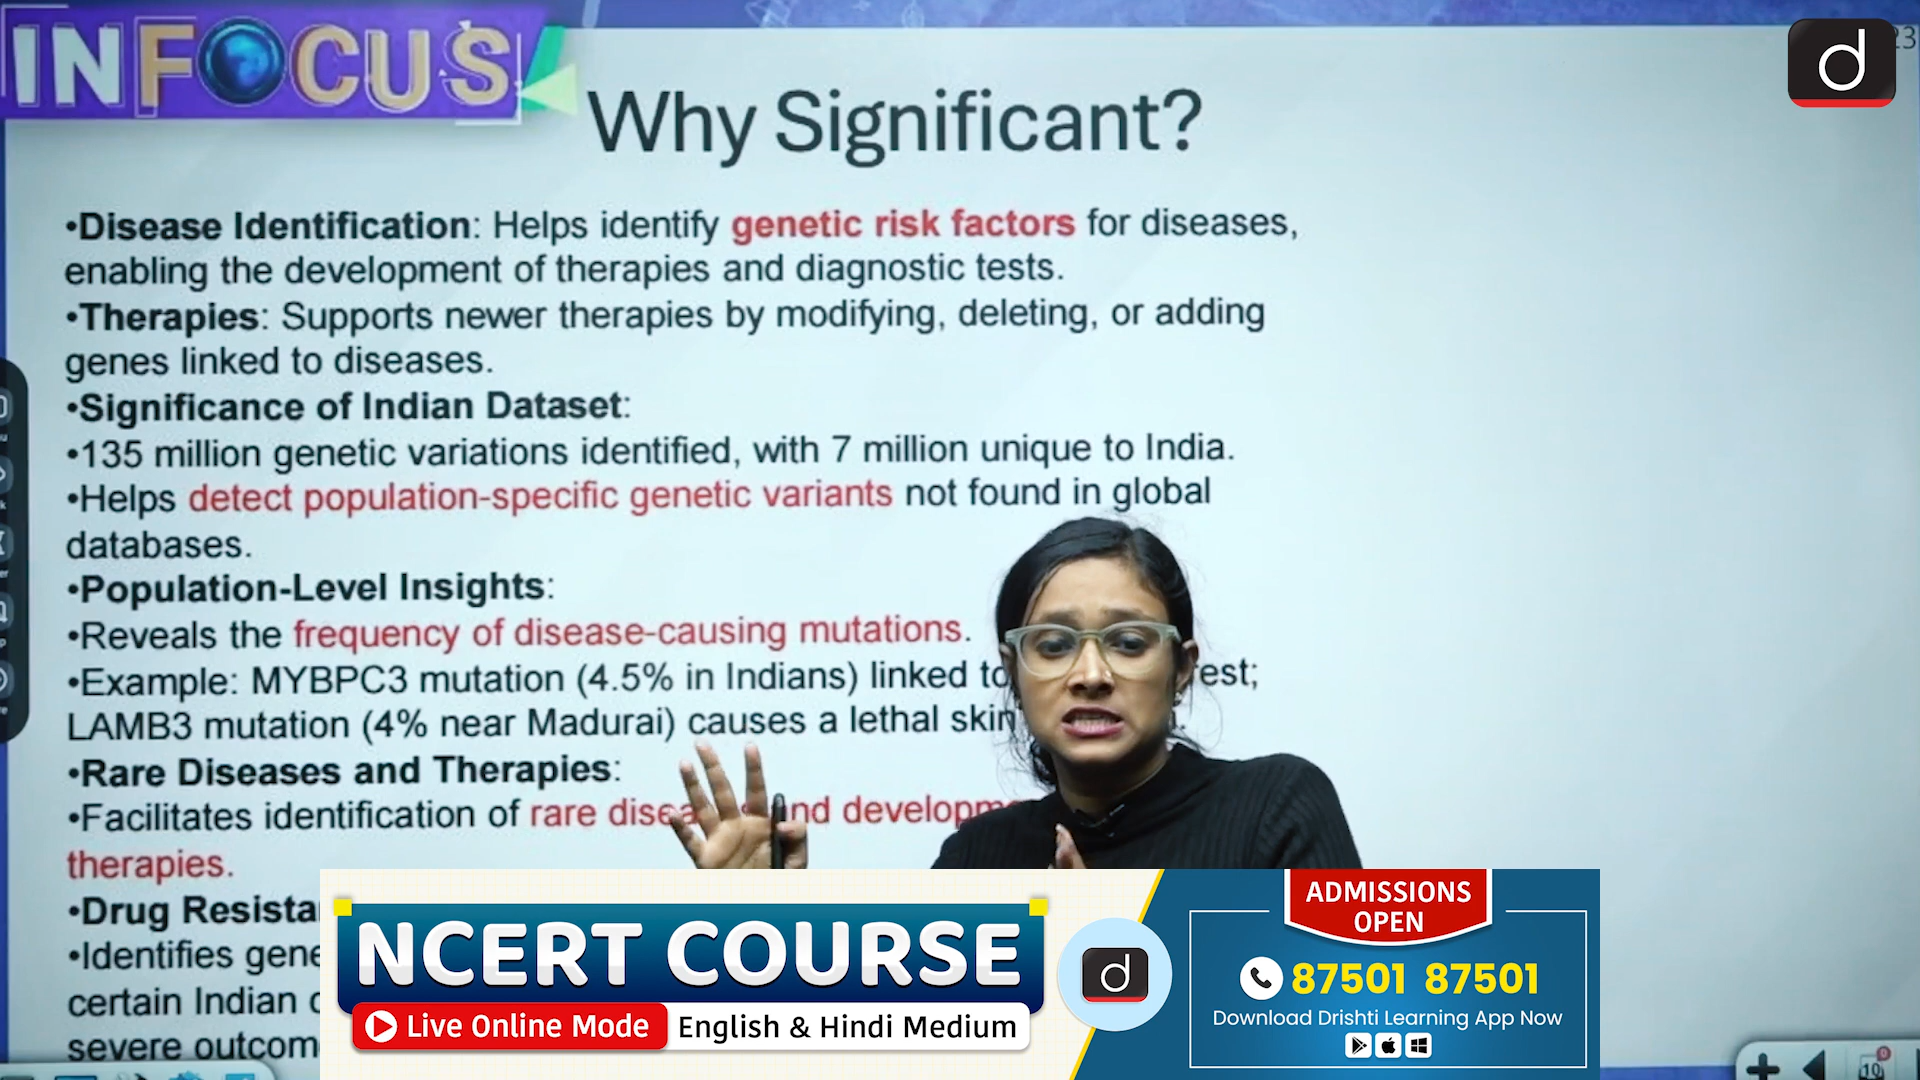 INFOCUS
Why Significant?
•Disease Identification: Helps identify genetic risk factors for diseases,
enabling the development of therapies and diagnostic tests.
•Therapies: Supports newer therapies by modifying, deleting, or adding
genes linked to diseases.
•Significance of Indian Dataset:
•135 million genetic variations identified, with 7 million unique to India.
•Helps detect population-specific genetic variants not found in global
databases.
•Population-Level Insights:
•Reveals the frequency of disease-causing mutations.
•Example: MYBPC3 mutation (4.5% in Indians) linked to
LAMB3 mutation (4% near Madurai) causes a lethal skin
•Rare Diseases and Therapies:
•Facilitates identification of rare
therapies.
•Drug
•Identifies
certain Indian
severe
NCERT COURSE
Live Online Mode
English & Hindi Medium
d
d
ADMISSIONS
OPEN
87501 87501
Download Drishti Learning App Now